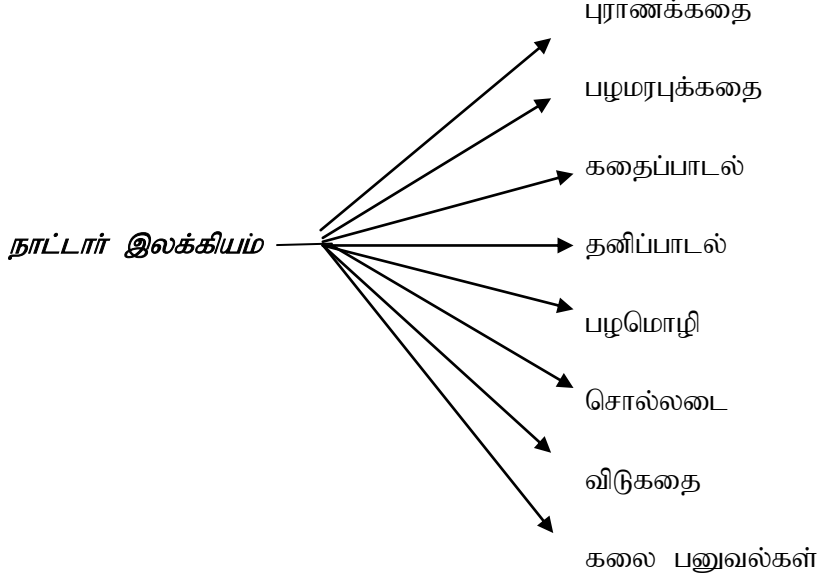 புராணக்கதை
பழமரபுக்கதை
கதைப்பாடல்
நாட்டார் இலக்கியம்
தனிப்பாடல்
பழமொழி
சொல்லடை
விடுகதை
கலை பனுவல்கள்